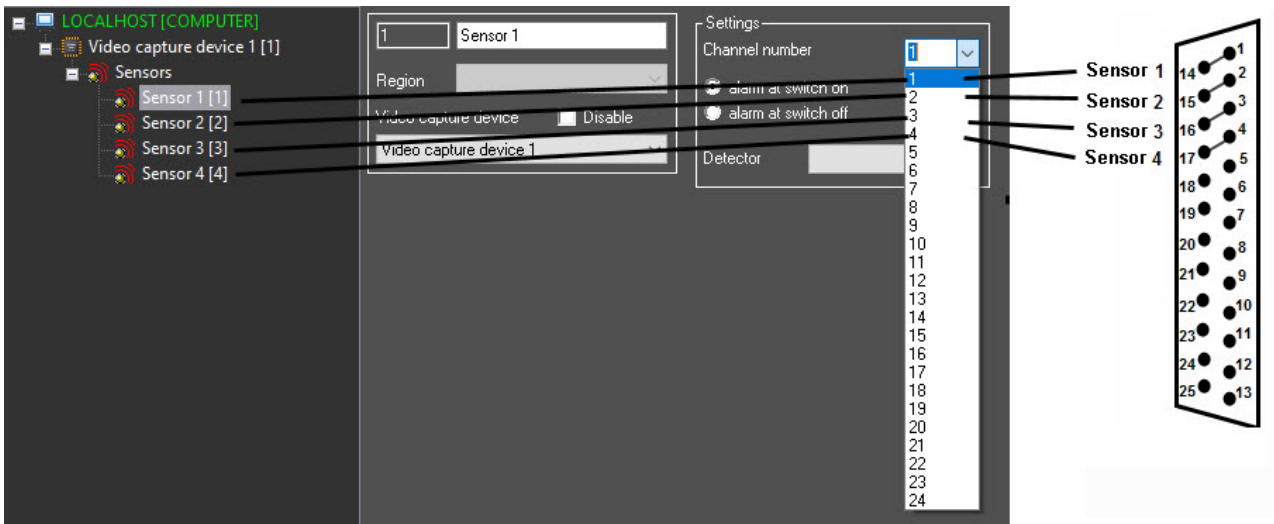 LOCALHOST [COMPUTER]
Video capture device 1 [1]
Sensors
Sensor 1 [1]
Sensor 2 [2]
Sensor 3 [3]
Sensor 4 [4]
1
Sensor 1
Region
Video capture device
Disable
Video capture device 1
Settings
Channel number
1
alarm at switch on
alarm at switch off
Detector
1
2
3
4
5
6
7
8
9
10
11
12
13
14
15
16
17
18
19
20
21
22
23
24
Sensor 1
Sensor 2
Sensor 3
Sensor 4
1
14
2
15
3
16
4
17
5
18
6
19
7
20
8
21
9
22
10
23
11
24
12
25
13